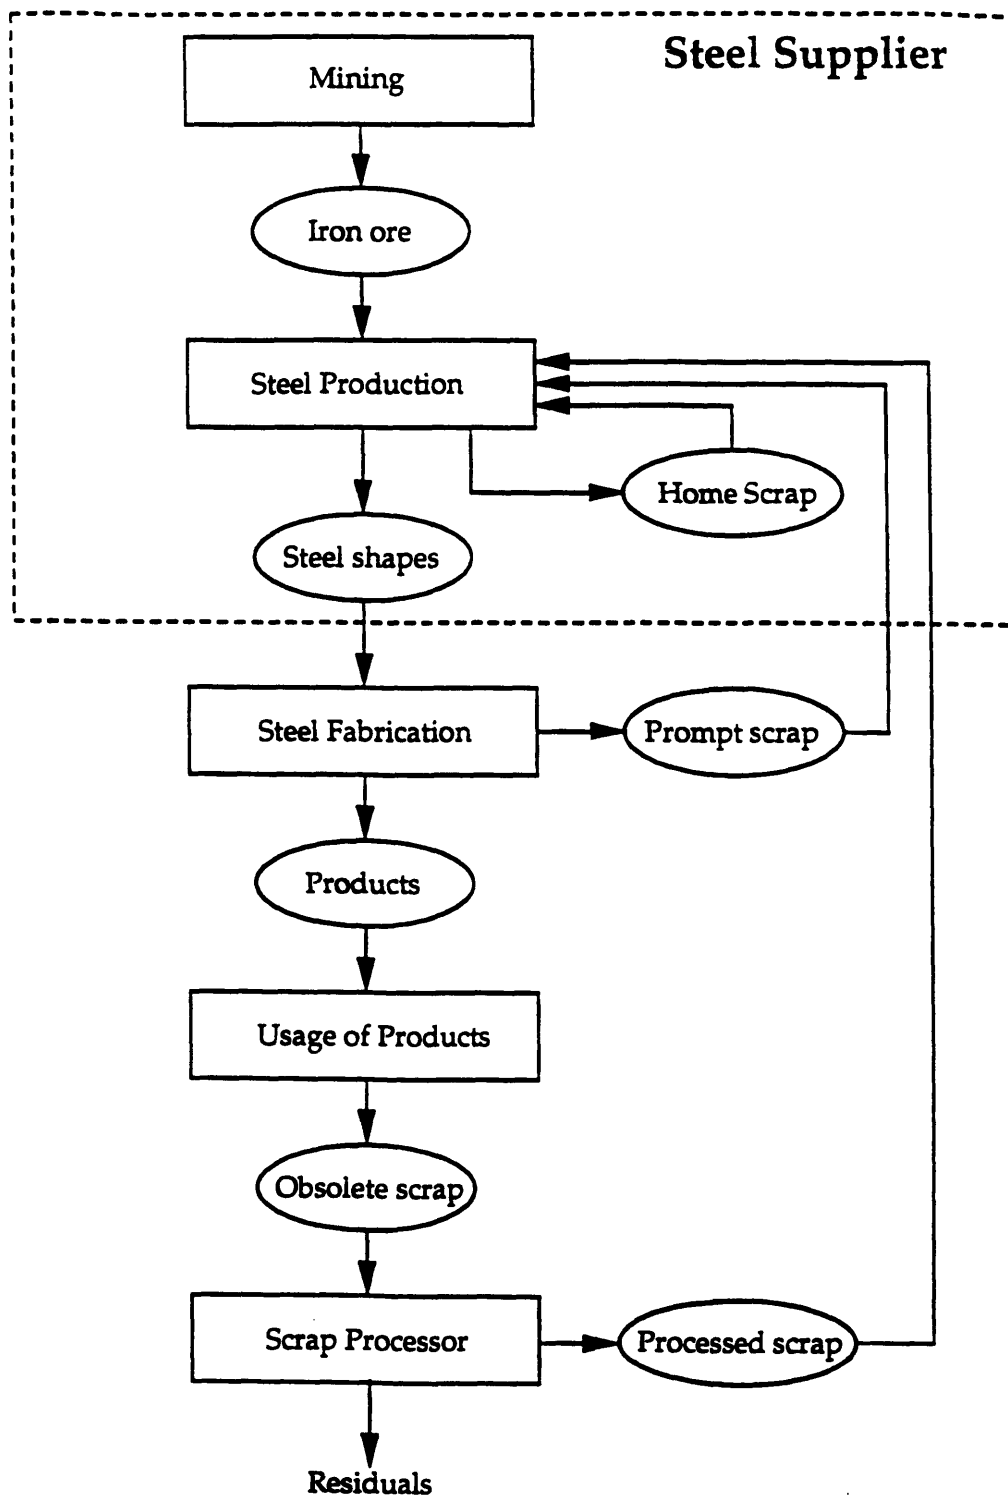 Steel Supplier
Mining
Iron ore
Steel Production
Home Scrap
Steel shapes
Steel Fabrication
Prompt scrap
Products
Usage of Products
Obsolete scrap
Scrap Processor
Processed scrap
Residuals